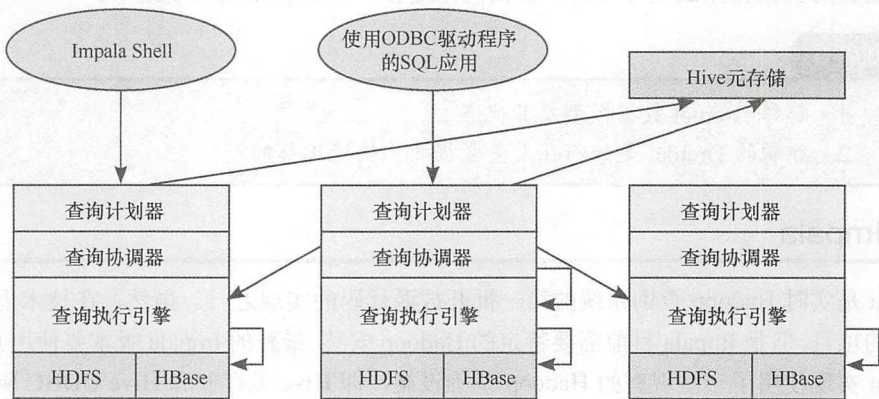 Impala Shell
使用ODBC驱动程序
的SQL应用
Hive元存储
查询计划器
查询协调器
查询执行引擎
HDFS
HBase
查询计划器
查询协调器
查询执行引擎
HDFS
HBase
查询计划器
查询协调器
查询执行引擎
HDFS
HBase